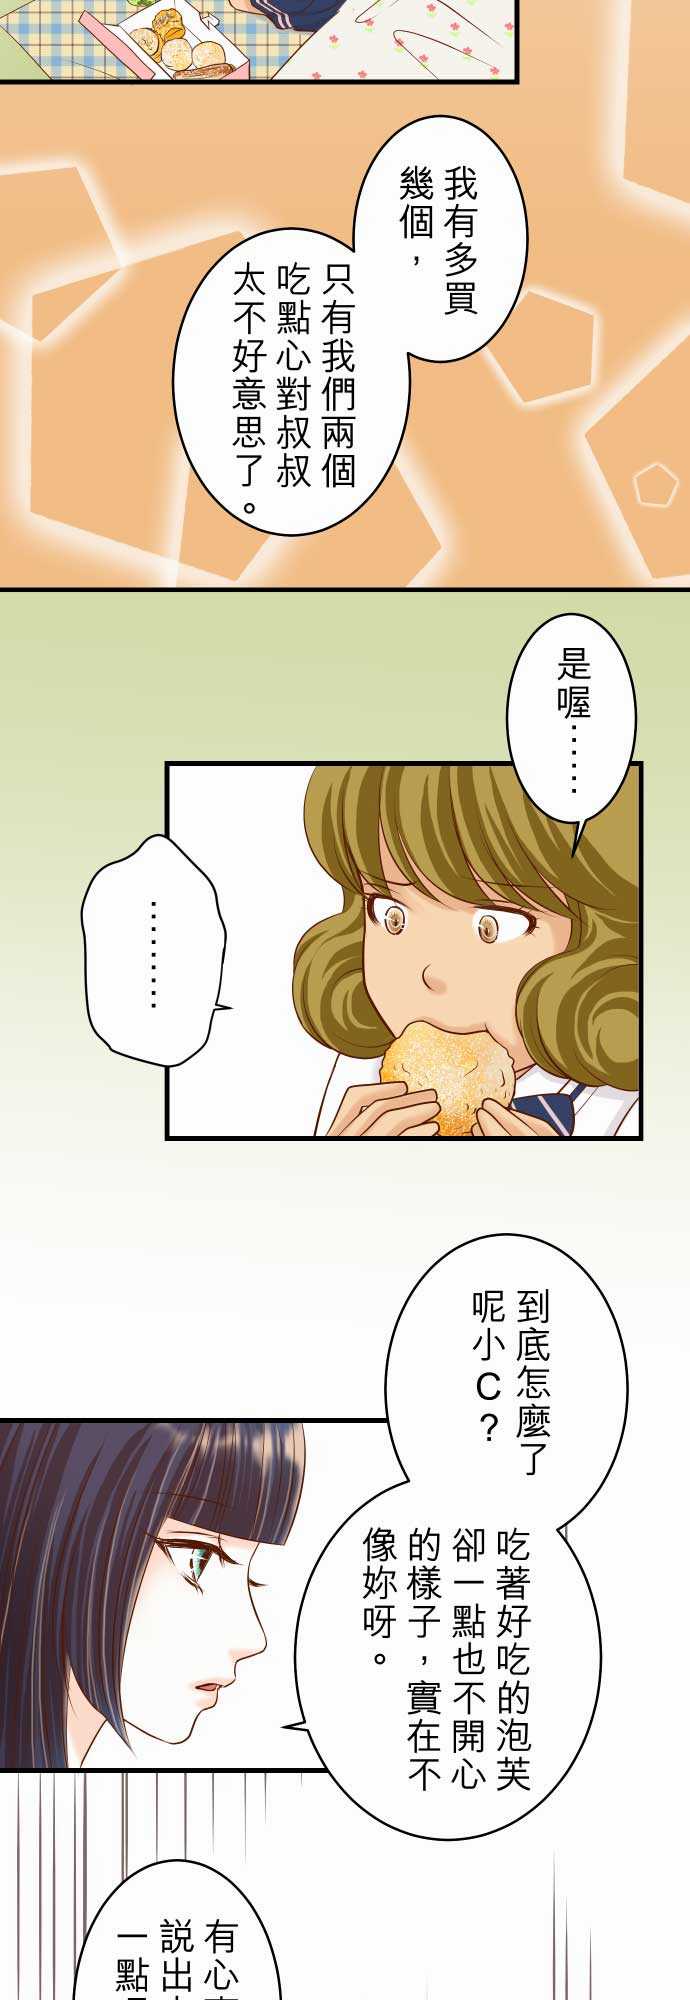 我有多買
幾個，
只有我們兩個
吃點心對叔叔
太不好意思了。
是喔⋯⋯
⋯⋯⋯
到底怎麼了
呢小C?
吃著好吃的泡芙
卻一點也不開心
的樣子，實在不
像妳呀。
有心
說出
一點